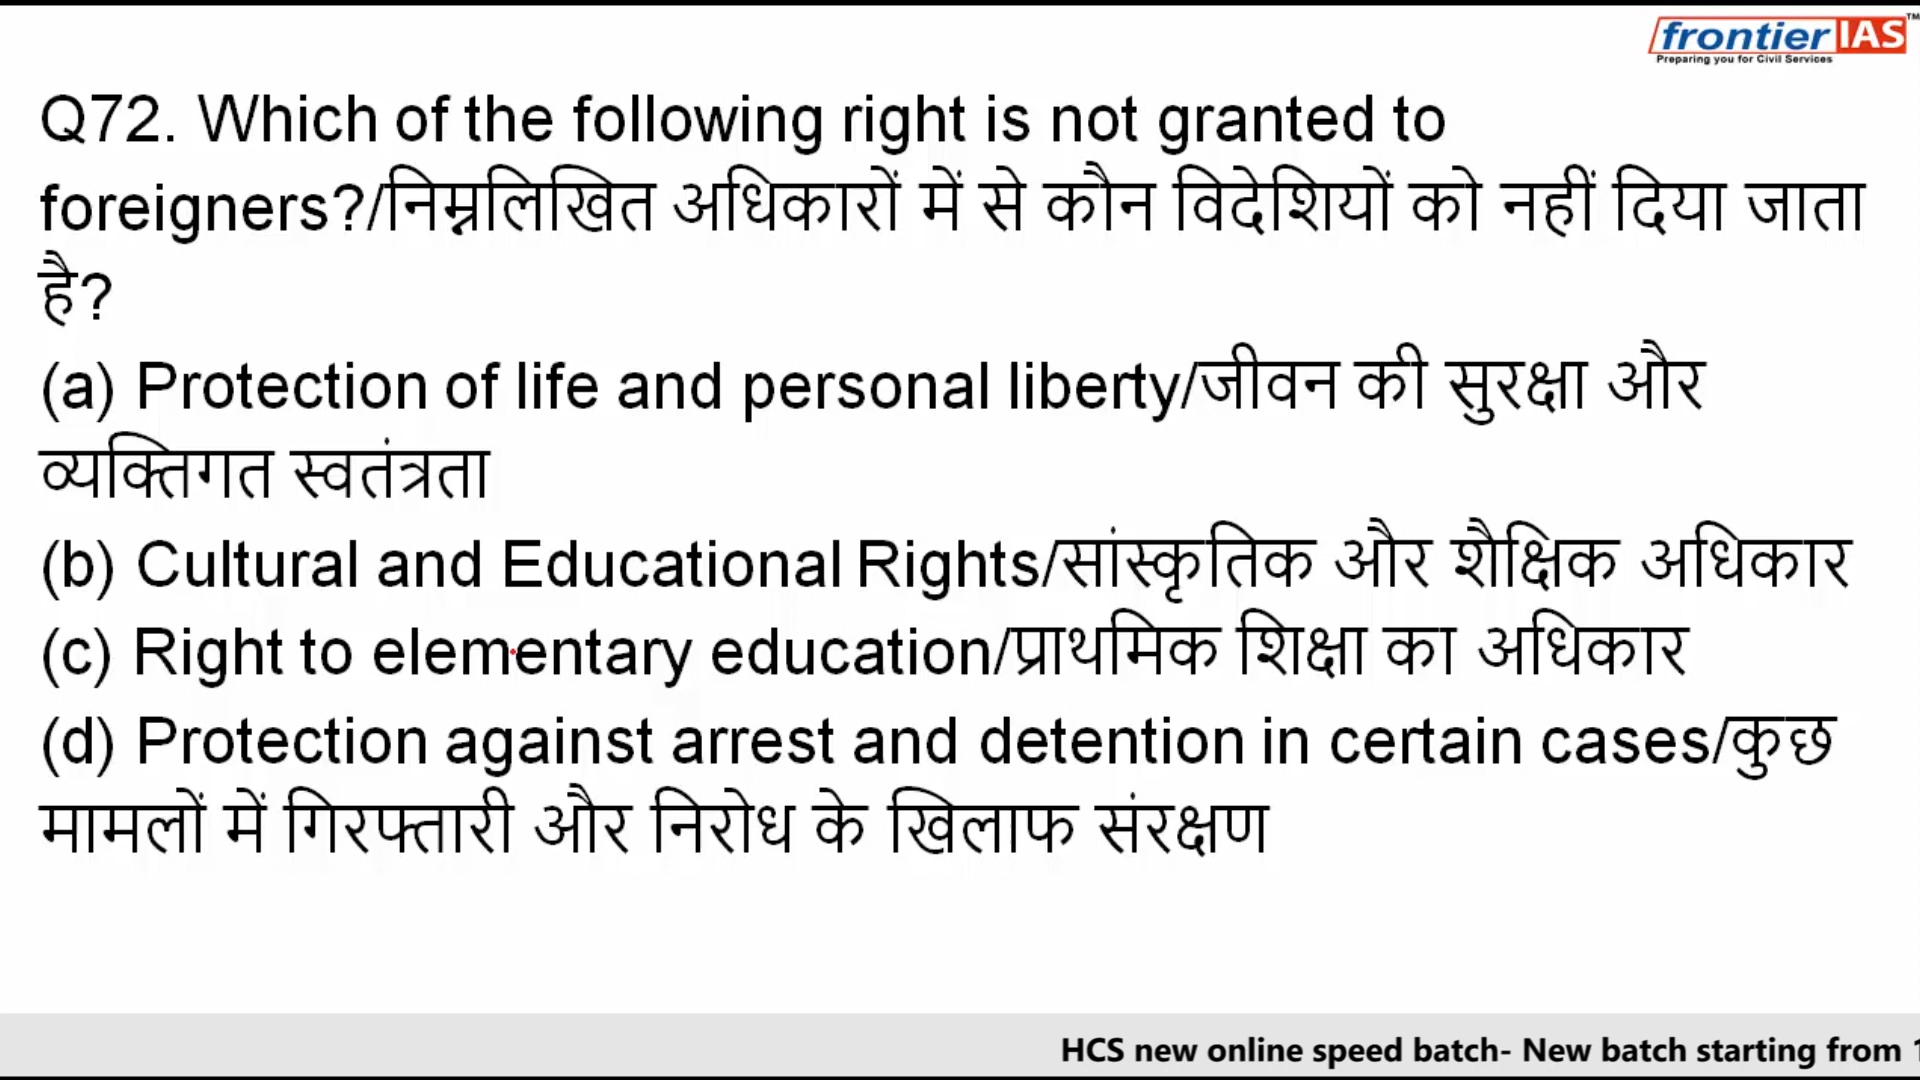 frontier IAS™
Preparing you for Civil Services
Q72. Which of the following right is not granted to
foreigners?/निम्नलिखित अधिकारों में से कौन विदेशियों को नहीं दिया जाता
है?
(a) Protection of life and personal liberty/जीवन की सुरक्षा और
व्यक्तिगत स्वतंत्रता
(b) Cultural and Educational Rights/सांस्कृतिक और शैक्षिक अधिकार
(c) Right to elementary education/प्राथमिक शिक्षा का अधिकार
(d) Protection against arrest and detention in certain cases/कुछ
मामलों में गिरफ्तारी और निरोध के खिलाफ संरक्षण
HCS new online speed batch- New batch starting from